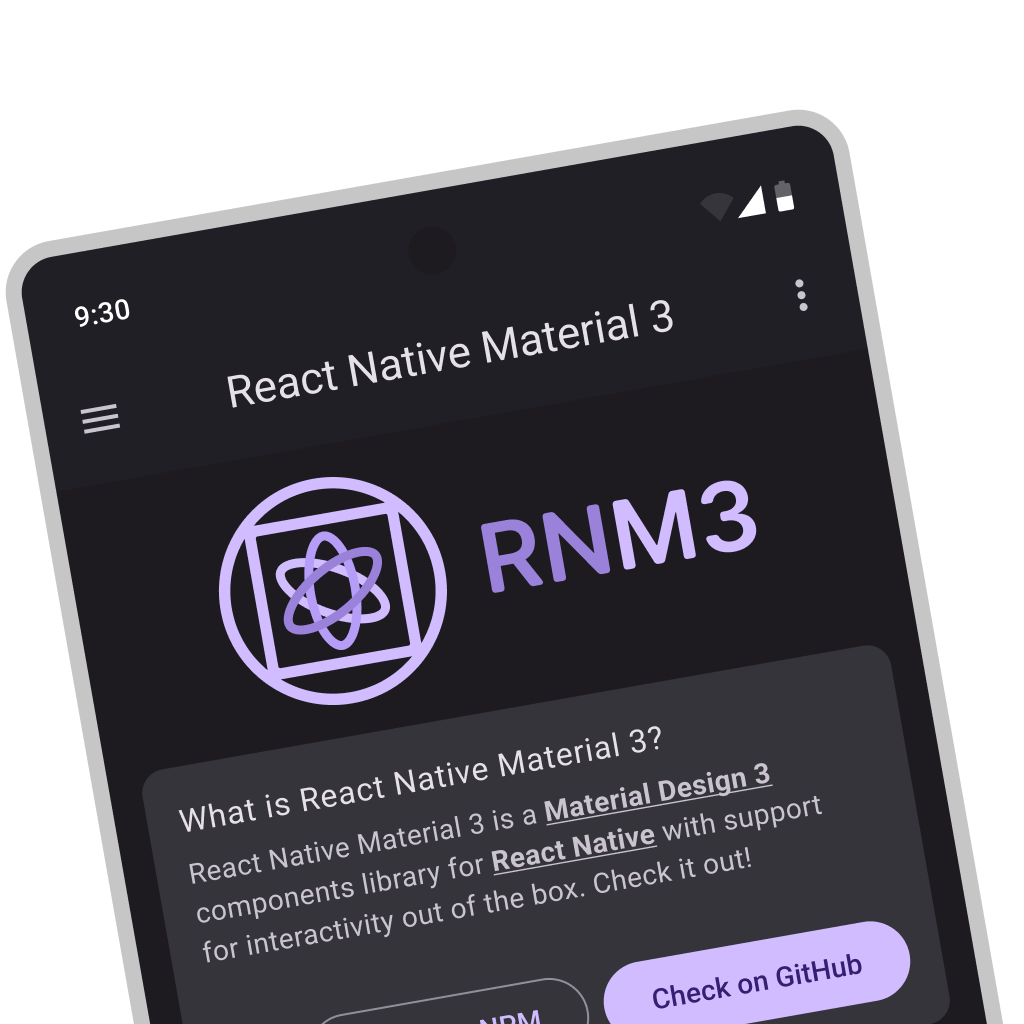 9:30
React Native Material 3
RNM3
What is React Native Material 3?
React Native Material 3 is a Material Design 3
components library for React Native with support
for interactivity out of the box. Check it out!
NPM
Check on GitHub